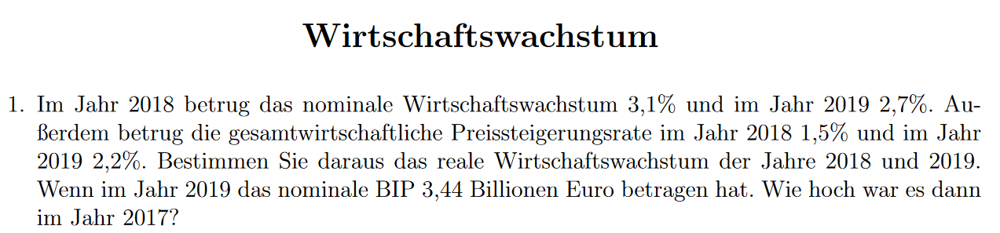 Wirtschaftswachstum
1. Im Jahr 2018 betrug das nominale Wirtschaftswachstum 3,1% und im Jahr 2019 2,7%. Au-
ßerdem betrug die gesamtwirtschaftliche Preissteigerungsrate im Jahr 2018 1,5% und im Jahr
2019 2,2%. Bestimmen Sie daraus das reale Wirtschaftswachstum der Jahre 2018 und 2019.
Wenn im Jahr 2019 das nominale BIP 3,44 Billionen Euro betragen hat. Wie hoch war es dann
im Jahr 2017?